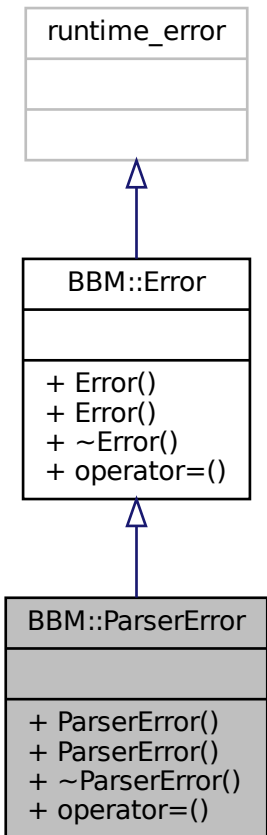 runtime_error
BBM::Error
+ Error()
+ Error()
+ ~Error()
+ operator=()
BBM::ParserError
+ ParserError()
+ ParserError()
+ ~ParserError()
+ operator=()